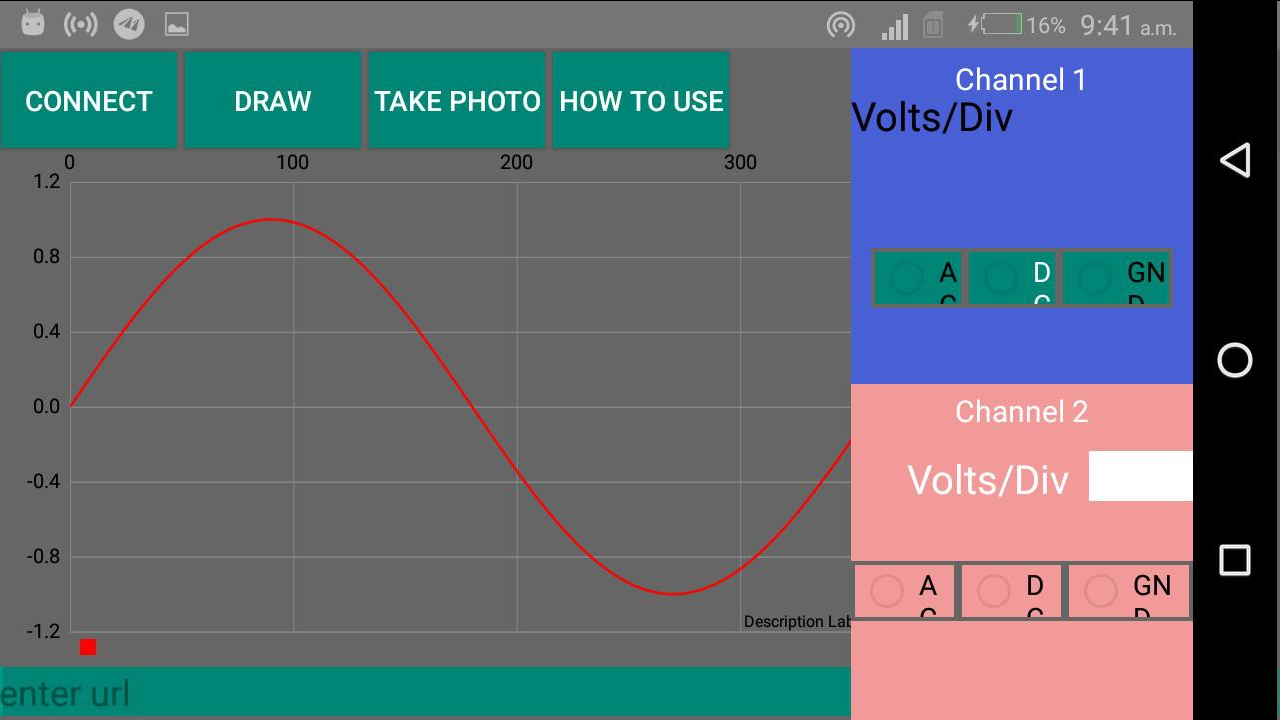 16% 9:41 a.m.
CONNECT DRAW TAKE PHOTO HOW TO USE
0 100 200 300
1.2
0.8
0.4
0.0
-0.4
-0.8
-1.2
Description Lab
enter url
Channel 1
Volts/Div
AC DC GND
Channel 2
Volts/Div
AC DC GND